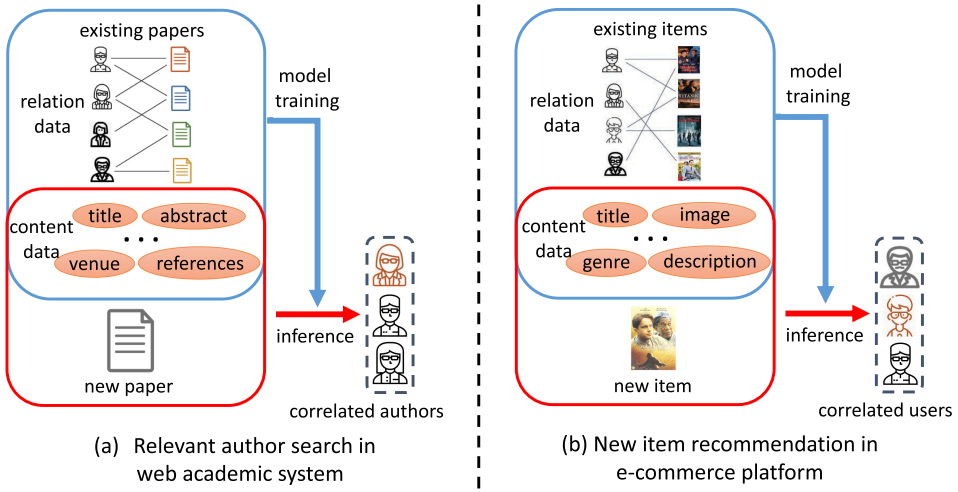 existing papers
relation
data
model
training
content
data
title
abstract
. . .
venue
references
inference
new paper
correlated authors
(a) Relevant author search in
web academic system
existing items
relation
data
model
training
content
data
title
image
. . .
genre
description
inference
new item
correlated users
(b) New item recommendation in
e-commerce platform